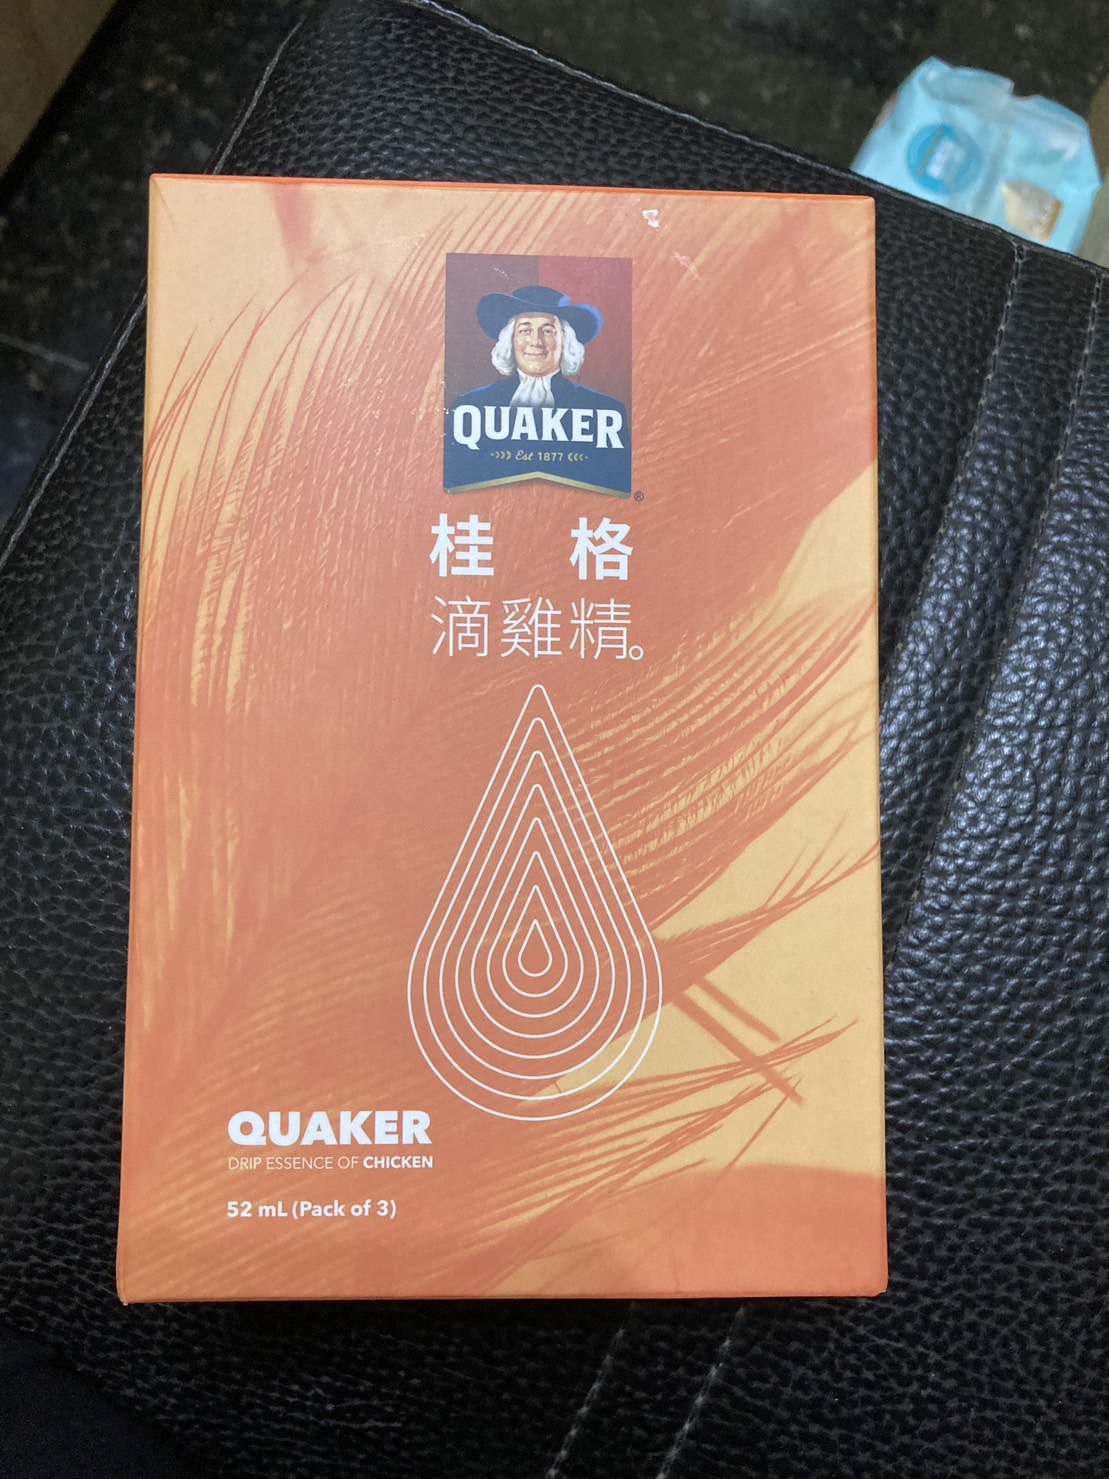 QUAKER
Est 1877
®
桂 格
滴雞精。
QUAKER
DRIP ESSENCE OF CHICKEN
52 mL (Pack of 3)